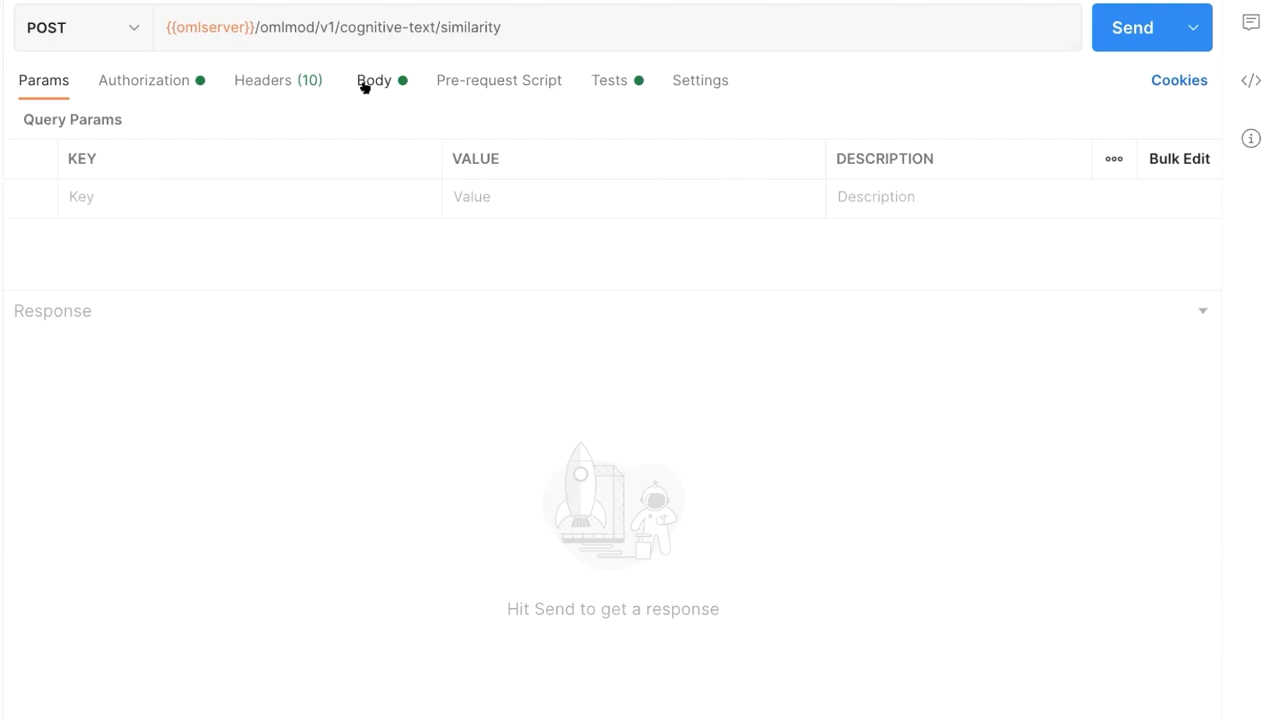 POST {{omlserver}}/omlmod/v1/cognitive-text/similarity Send
Params Authorization Headers (10) Body Pre-request Script Tests Settings Cookies </>
Query Params
KEY VALUE DESCRIPTION ooo Bulk Edit
Key Value Description
Response
Hit Send to get a response